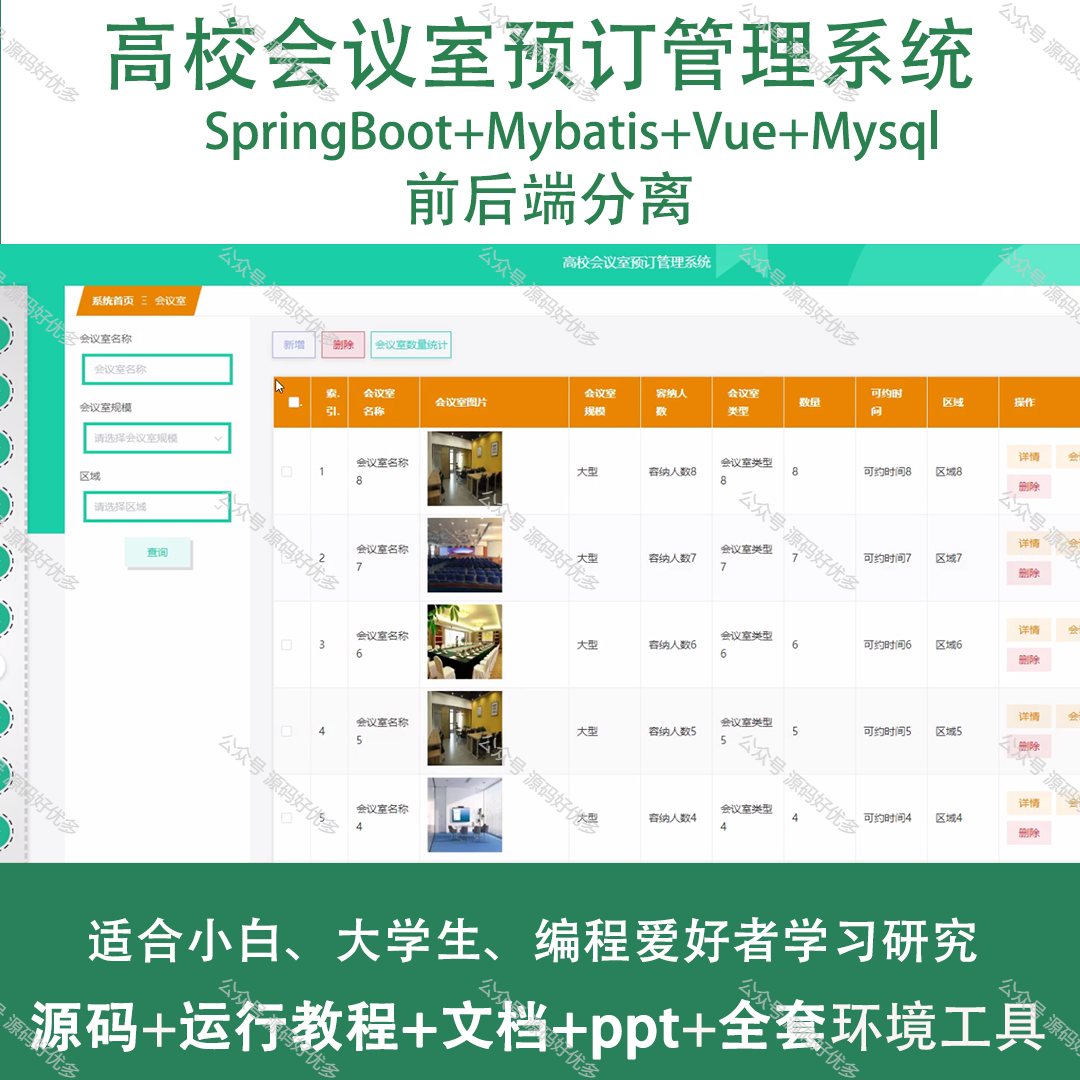 高校会议室预订管理系统
SpringBoot+Mybatis+Vue+Mysql
前后端分离
高校会议室预订管理系统
系统首页 Ξ 会议室
会议室名称
会议室名称
会议室规模
请选择会议室规模
区域
请选择区域
查询
新增 删除 会议室数量统计
索引 会议室名称 会议室图片 会议室规模 容纳人数 会议室类型 数量 可约时间 区域 操作
1 会议室名称8 大型 容纳人数8 会议室类型8 8 可约时间8 区域8 详情 会
删除
2 会议室名称7 大型 容纳人数7 会议室类型7 7 可约时间7 区域7 详情 会
删除
3 会议室名称6 大型 容纳人数6 会议室类型6 6 可约时间6 区域6 详情 会
删除
4 会议室名称5 大型 容纳人数5 会议室类型5 5 可约时间5 区域5 详情 会
删除
5 会议室名称4 大型 容纳人数4 会议室类型4 4 可约时间4 区域4 详情 会
删除
适合小白、大学生、编程爱好者学习研究
源码+运行教程+文档+ppt+全套环境工具
公众号 源码好优多